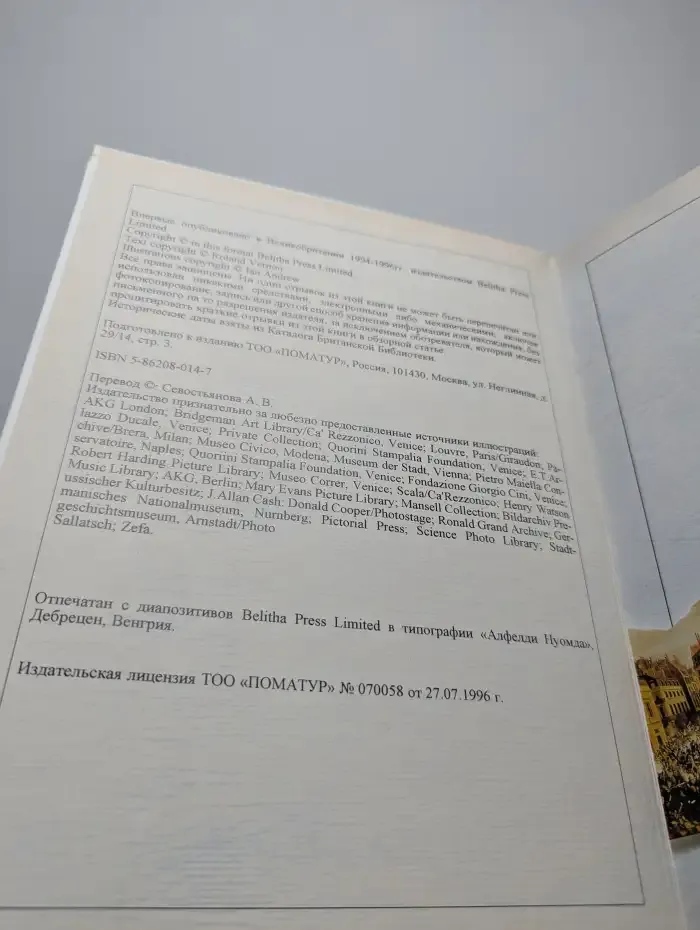 Впервые опубликовано в Великобритании 1994-1996гг. издательством Belitha Press
Limited
Copyright © in this format Belitha Press Limited
Text copyright © Roland Vernon
Illustrations copyright © Ian Andrew
Все права защищены. Ни один отрывок из этой книги не может быть перепечатан или
использован никакими средствами, электронными либо механическими, включая
фотокопирование, запись или другой способ хранения информации или нахождения, без
письменного на то разрешения издателя, за исключением обозревателя, который может
процитировать краткие отрывки из этой книги в обзорной статье.
Исторические даты взяты из Каталога Британской Библиотеки.
Подготовлено к изданию ТОО «ПОМАТУР», Россия, 101430, Москва, ул. Неглинная, д.
29/14, стр. 3.
ISBN 5-86208-014-7
Перевод ©: Севостьянова А. В.
Издательство признательно за любезно предоставленные источники иллюстраций:
AKG London; Bridgeman Art Library/Ca' Rezzonico, Venice; Louvre, Paris/Giraudon; Pa-
lazzo Ducale, Venice; Private Collection; Quorini Stampalia Foundation, Venice; E.T.Ar-
chive/Brera, Milan; Museo Civico, Modena, Museum der Stadt, Vienna; Pietro Maiella Con-
servatoire, Naples; Quoriini Stampalia Foundation, Venice; Fondazione Giorgio Cini, Venice;
Robert Harding Picture Library; Museo Correr, Venice; Scala/Ca'Rezzonico; Henry Watson
Music Library; AKG, Berlin; Mary Evans Picture Library; Mansell Collection; Bildarchiv Pre-
ussischer Kulturbesitz; J.Allan Cash; Donald Cooper/Photostage; Ronald Grand Archive; Ger-
manisches Nationalmuseum, Nurnberg; Pictorial Press; Science Photo Library; Stadt-
geschichtsmuseum, Arnstadt/Photo
Sallatsch; Zefa.
Отпечатан с диапозитивов Belitha Press Limited в типографии «Алфелди Нуомда»,
Дебрецен, Венгрия.
Издательская лицензия ТОО «ПОМАТУР» № 070058 от 27.07.1996 г.